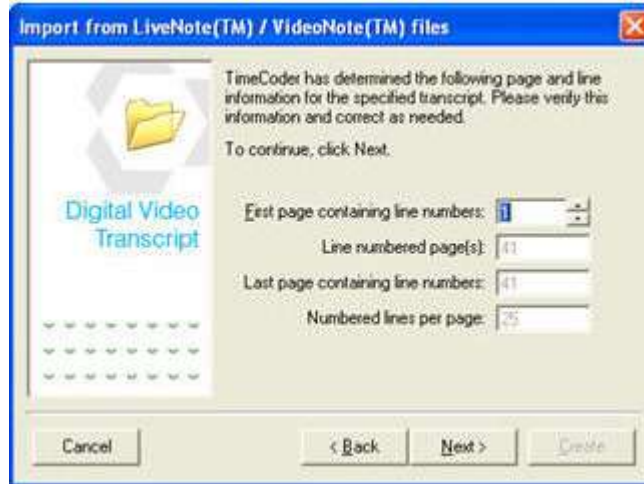 Import from LiveNote(TM) / VideoNote(TM) files
TimeCoder has determined the following page and line
information for the specified transcript. Please verify this
information and correct as needed.
To continue, click Next.
Digital Video
Transcript
First page containing line numbers: 1
Line numbered page(s): 41
Last page containing line numbers: 41
Numbered lines per page: 25
Cancel
< Back
Next >
Create